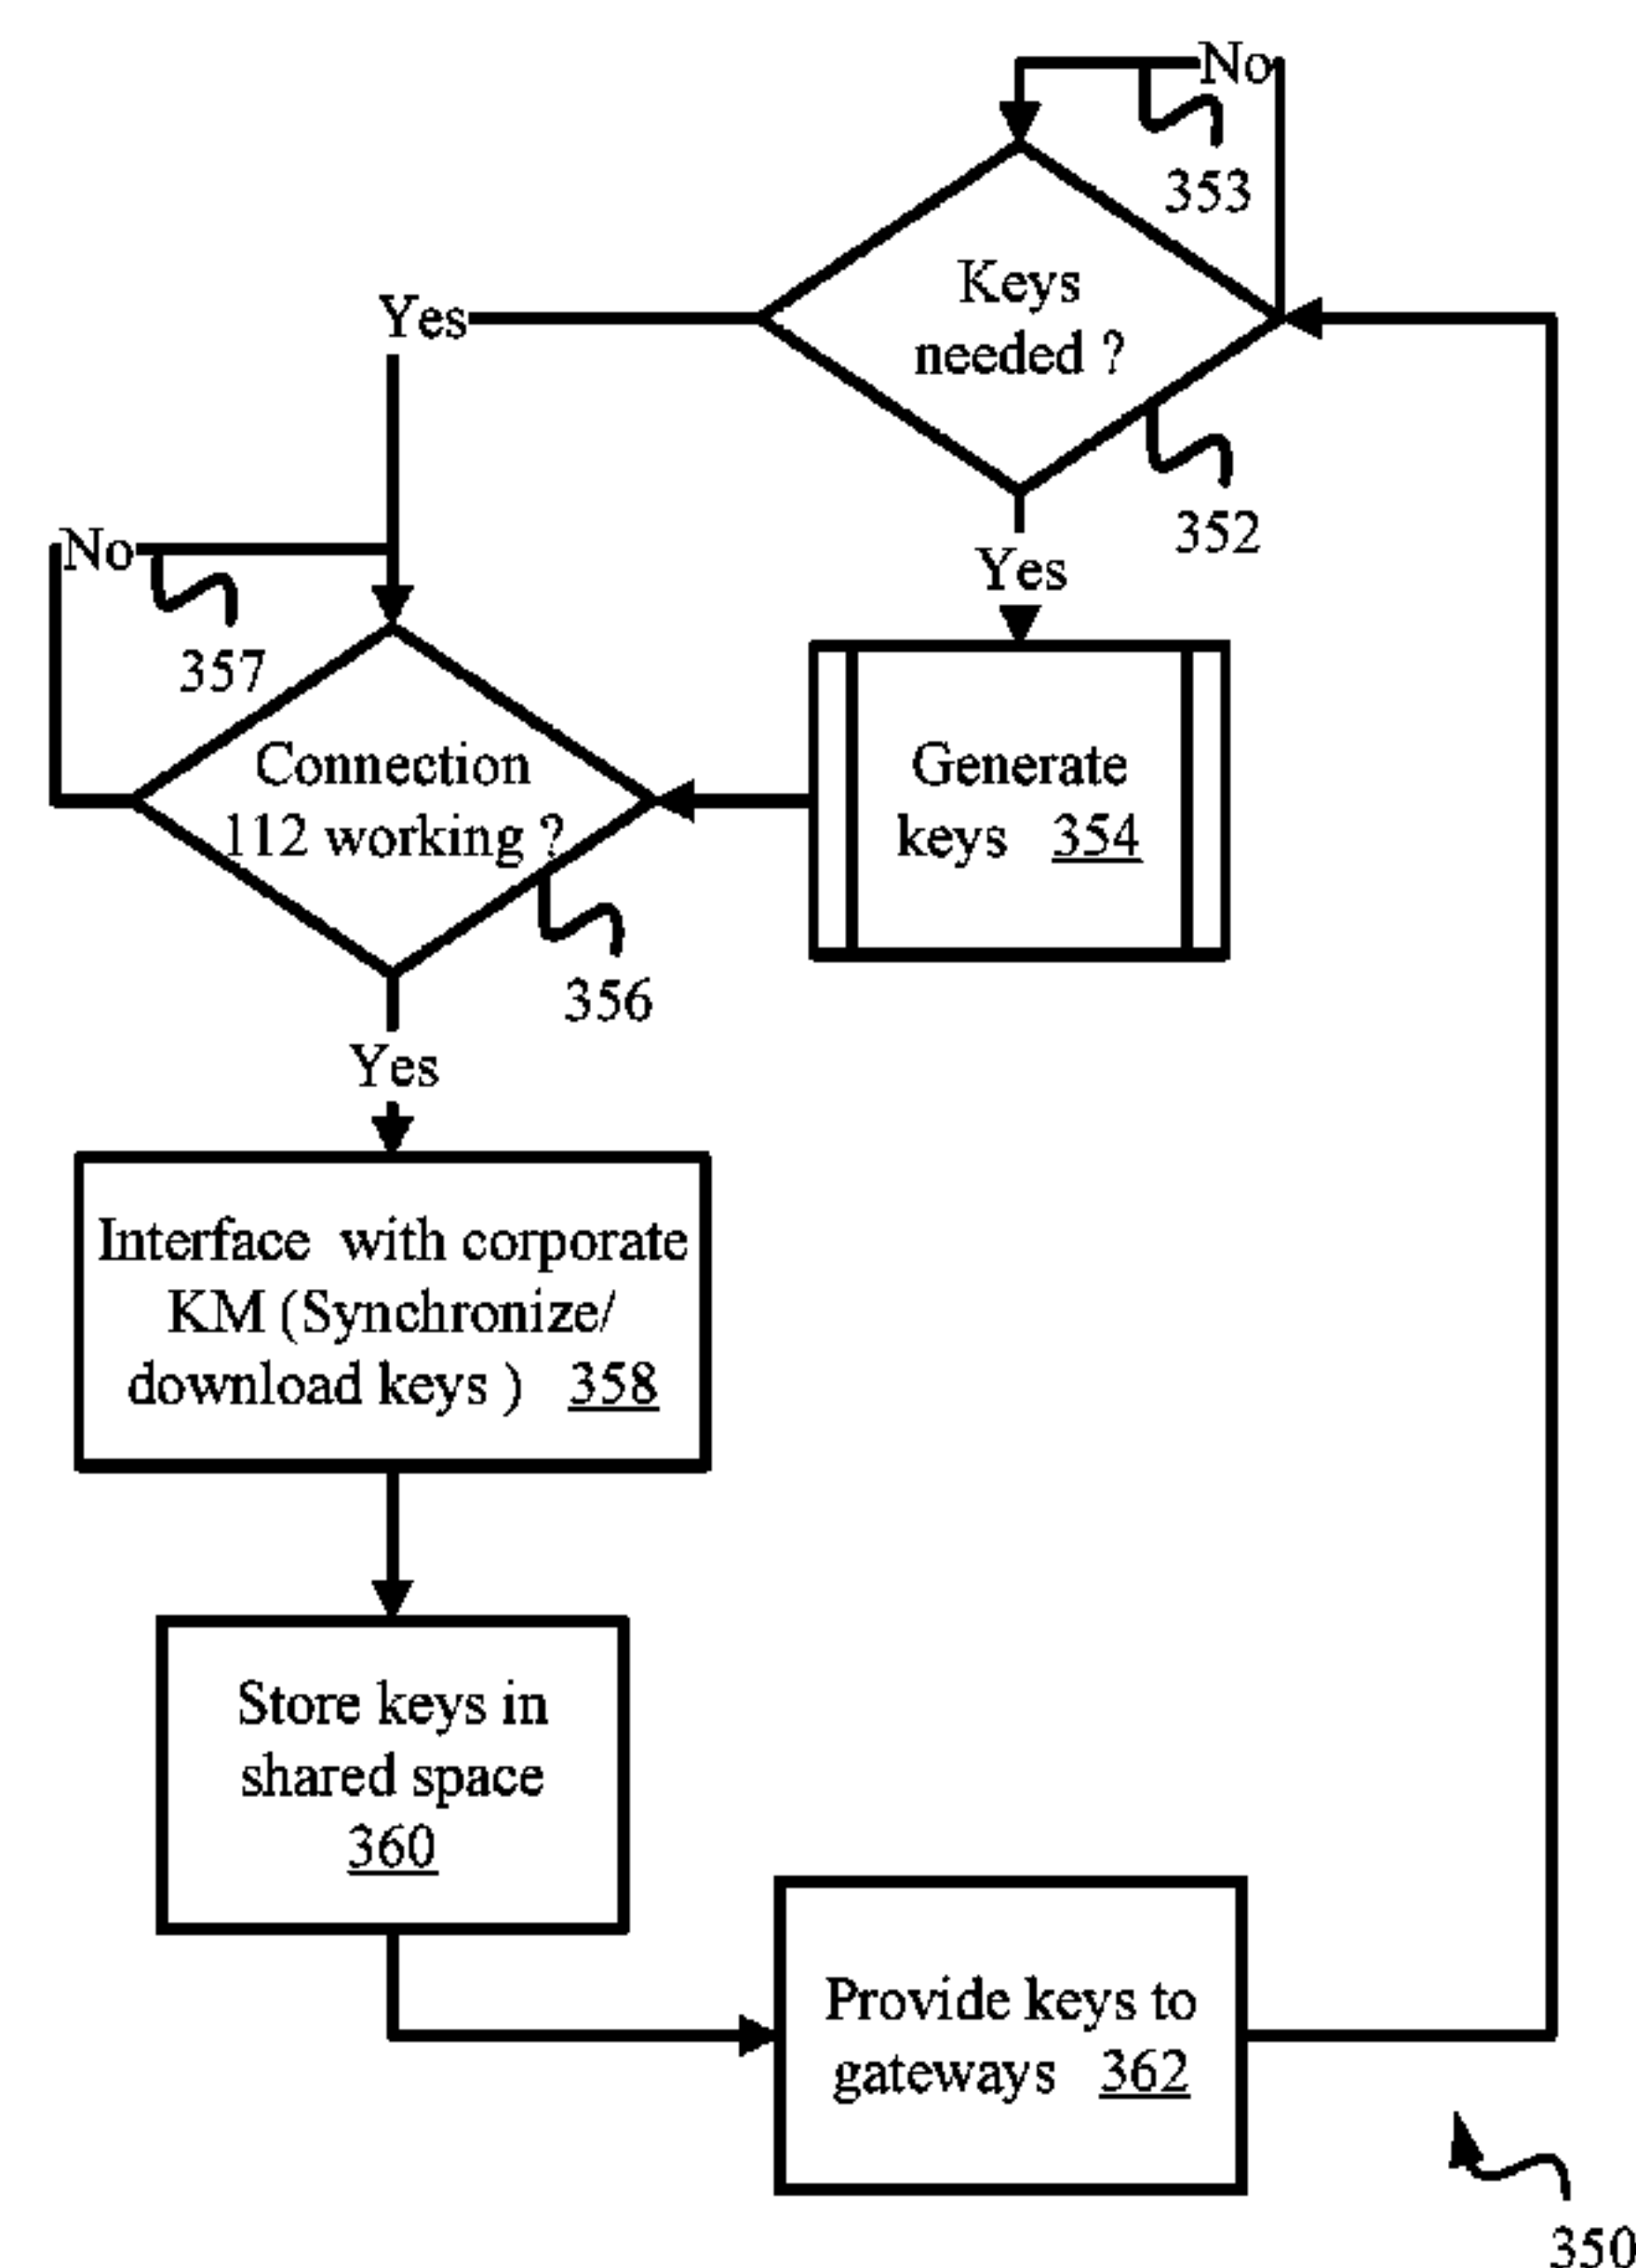 No
353
Keys
needed ?
Yes
352
Yes
No
357
Connection
112 working ?
356
Generate
keys 354
Yes
Interface with corporate
KM (Synchronize/
download keys ) 358
Store keys in
shared space
360
Provide keys to
gateways 362
350